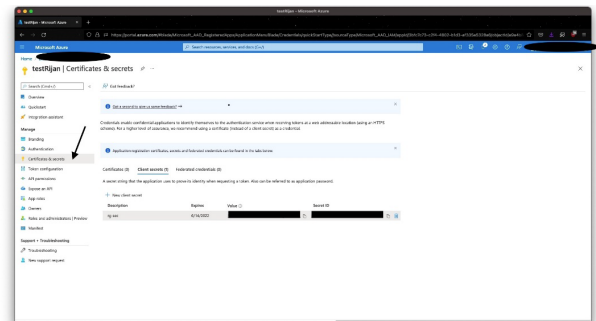 testRijan - Microsoft Azure
testRijan - Microsoft Azure
Microsoft Azure
Search resources, services, and docs (G+/)
Home
testRijan | Certificates & secrets
Search (Cmd+/)
Got feedback?
Overview
Quickstart
Integration assistant
Manage
Branding
Authentication
Certificates & secrets
Token configuration
API permissions
Expose an API
App roles
Owners
Roles and administrators | Preview
Manifest
Support + Troubleshooting
Troubleshooting
New support request
Got a second to give us some feedback?
Credentials enable confidential applications to identify themselves to the authentication service when receiving tokens at a web addressable location (using an HTTPS
scheme). For a higher level of assurance, we recommend using a certificate (instead of a client secret) as a credential.
Application registration certificates, secrets and federated credentials can be found in the tabs below.
Certificates (0) Client secrets (1) Federated credentials (0)
A secret string that the application uses to prove its identity when requesting a token. Also can be referred to as application password.
New client secret
Description Expires Value Secret ID